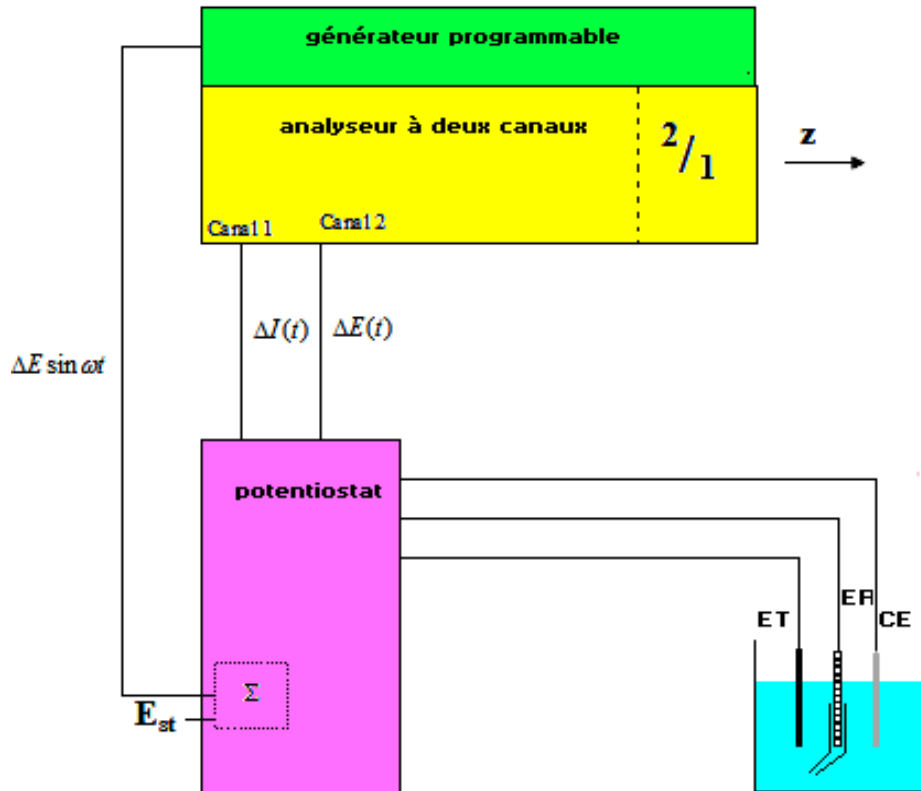 générateur programmable
analyseur à deux canaux
2/1
z
Canal 1
Canal 2
ΔI(t)
ΔE(t)
ΔE sin ωt
potentiostat
ET
ER
CE
Σ
E_st